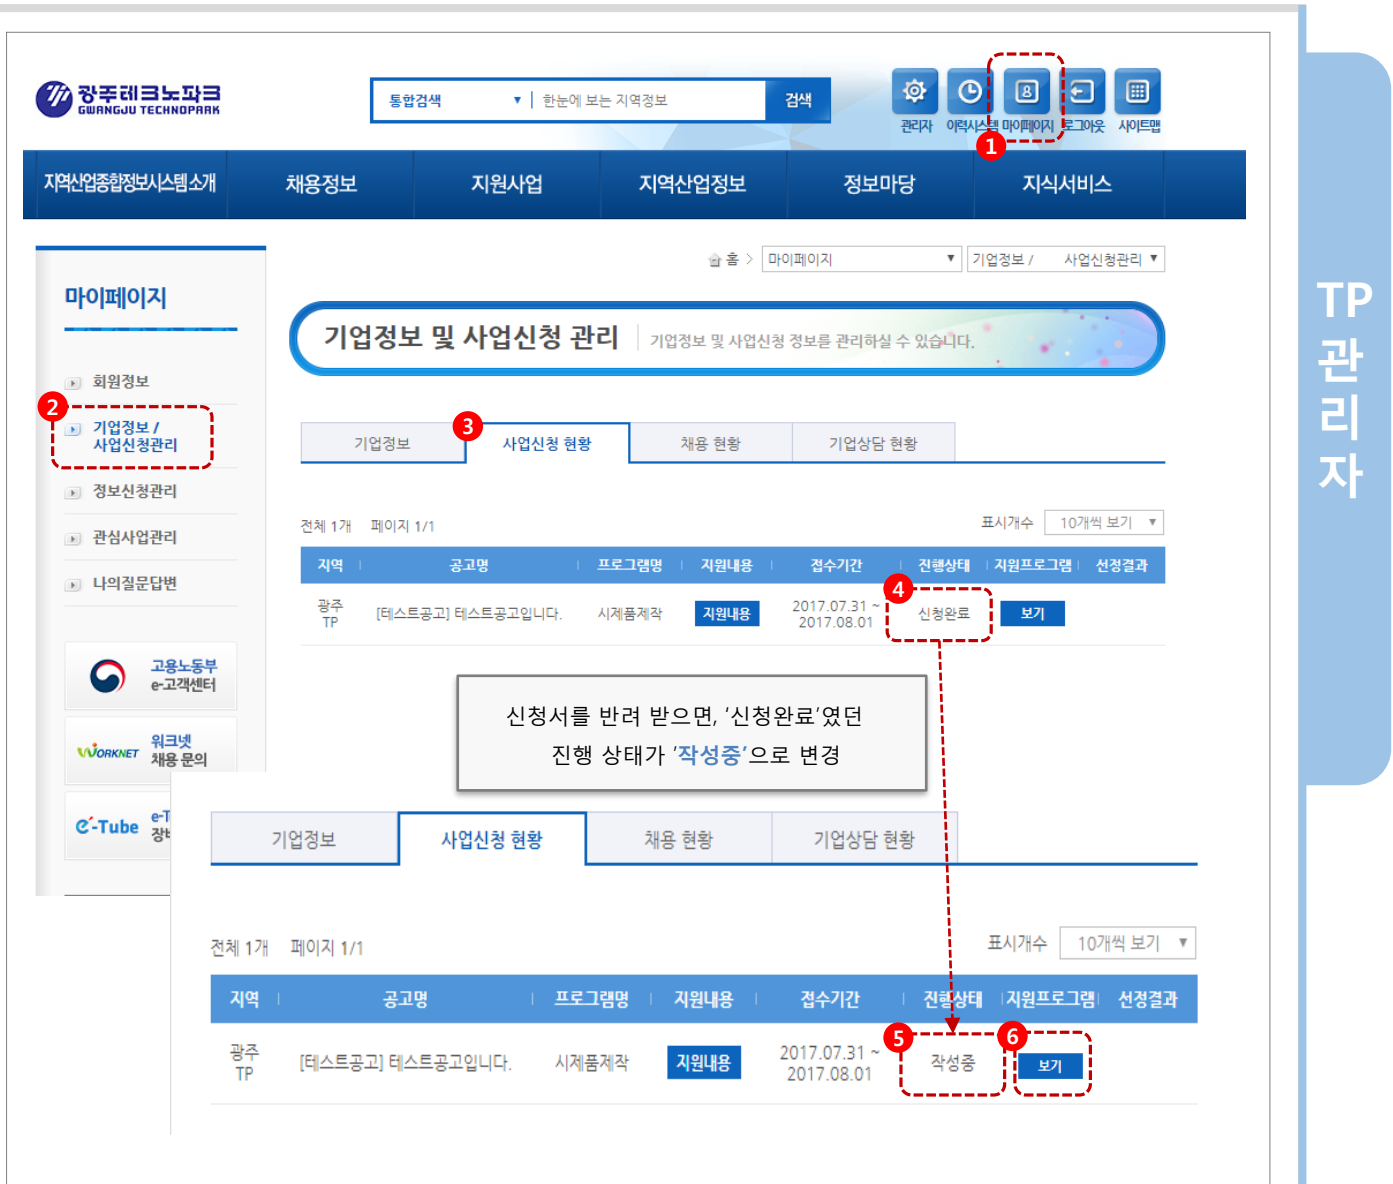 광주테크노파크
GWANGJU TECHNOPARK
통합검색 ▼ 한눈에 보는 지역정보 검색
관리자 이력시스템 마이페이지 로그아웃 사이트맵
1
지역산업종합정보시스템소개 채용정보 지원사업 지역산업정보 정보마당 지식서비스
홈 > 마이페이지 ▼ 기업정보 / 사업신청관리 ▼
마이페이지
기업정보 및 사업신청 관리 기업정보 및 사업신청 정보를 관리하실 수 있습니다.
회원정보
2
기업정보 /
사업신청관리
정보신청관리
관심사업관리
나의질문답변
고용노동부
e-고객센터
WORKNET 워크넷
채용 문의
e-Tube
3
기업정보 사업신청 현황 채용 현황 기업상담 현황
전체 1개 페이지 1/1 표시개수 10개씩 보기 ▼
지역 공고명 프로그램명 지원내용 접수기간 진행상태 지원프로그램 선정결과
4
광주
TP [테스트공고] 테스트공고입니다. 시제품제작 지원내용 2017.07.31 ~
2017.08.01 신청완료 보기
신청서를 반려 받으면, '신청완료'였던
진행 상태가 '작성중'으로 변경
기업정보 사업신청 현황 채용 현황 기업상담 현황
전체 1개 페이지 1/1 표시개수 10개씩 보기 ▼
지역 공고명 프로그램명 지원내용 접수기간 진행상태 지원프로그램 선정결과
5 6
광주
TP [테스트공고] 테스트공고입니다. 시제품제작 지원내용 2017.07.31 ~
2017.08.01 작성중 보기
TP
관
리
자